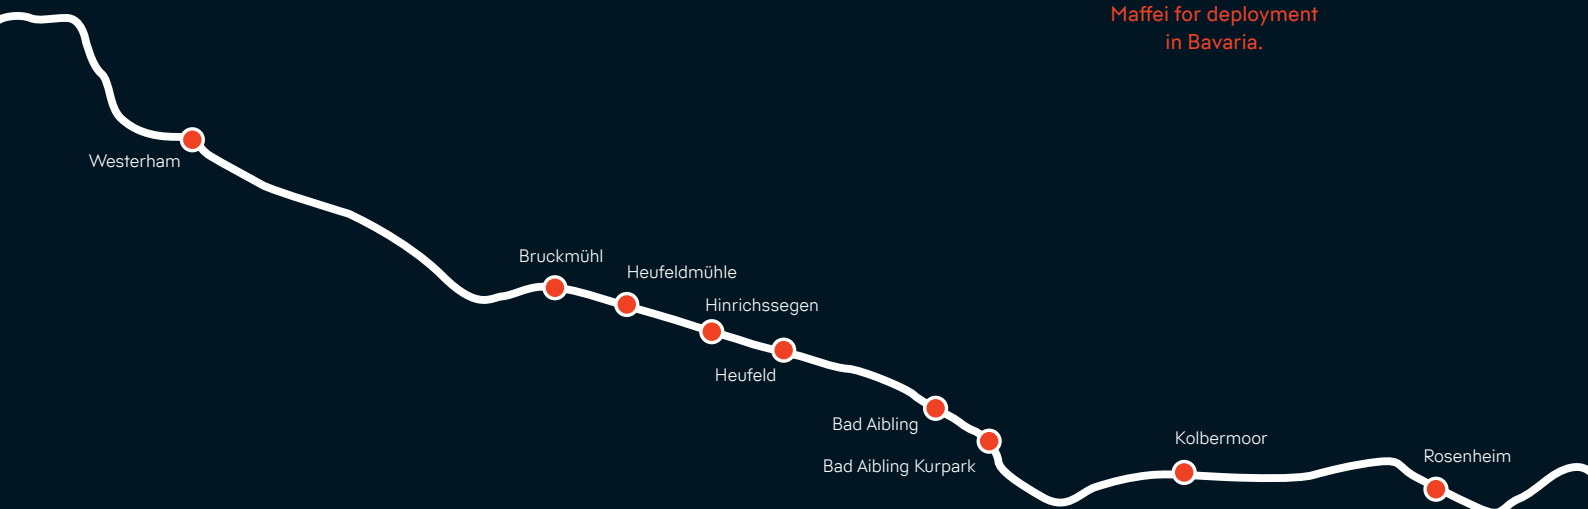 Maffei for deployment
in Bavaria.
Westerham
Bruckmühl
Heufeldmühle
Hinrichssegen
Heufeld
Bad Aibling
Bad Aibling Kurpark
Kolbermoor
Rosenheim